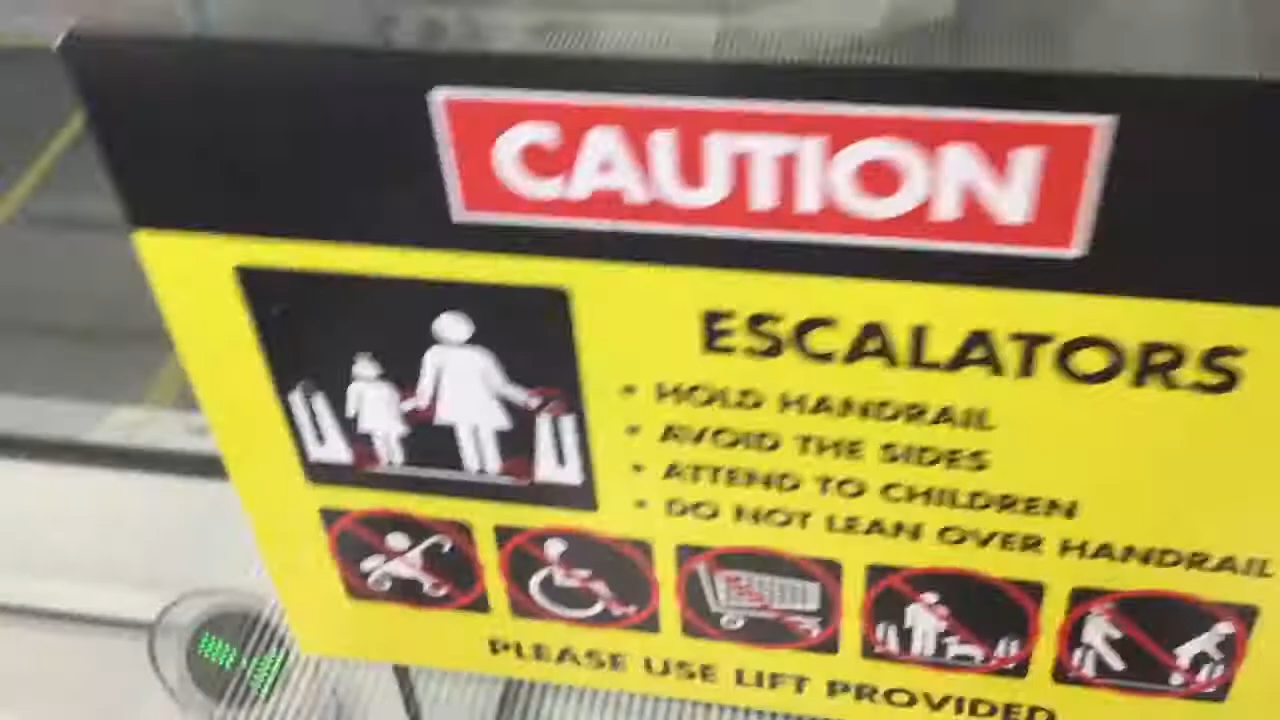 CAUTION
ESCALATORS
• HOLD HANDRAIL
• AVOID THE SIDES
• ATTEND TO CHILDREN
• DO NOT LEAN OVER HANDRAIL
PLEASE USE LIFT PROVIDED